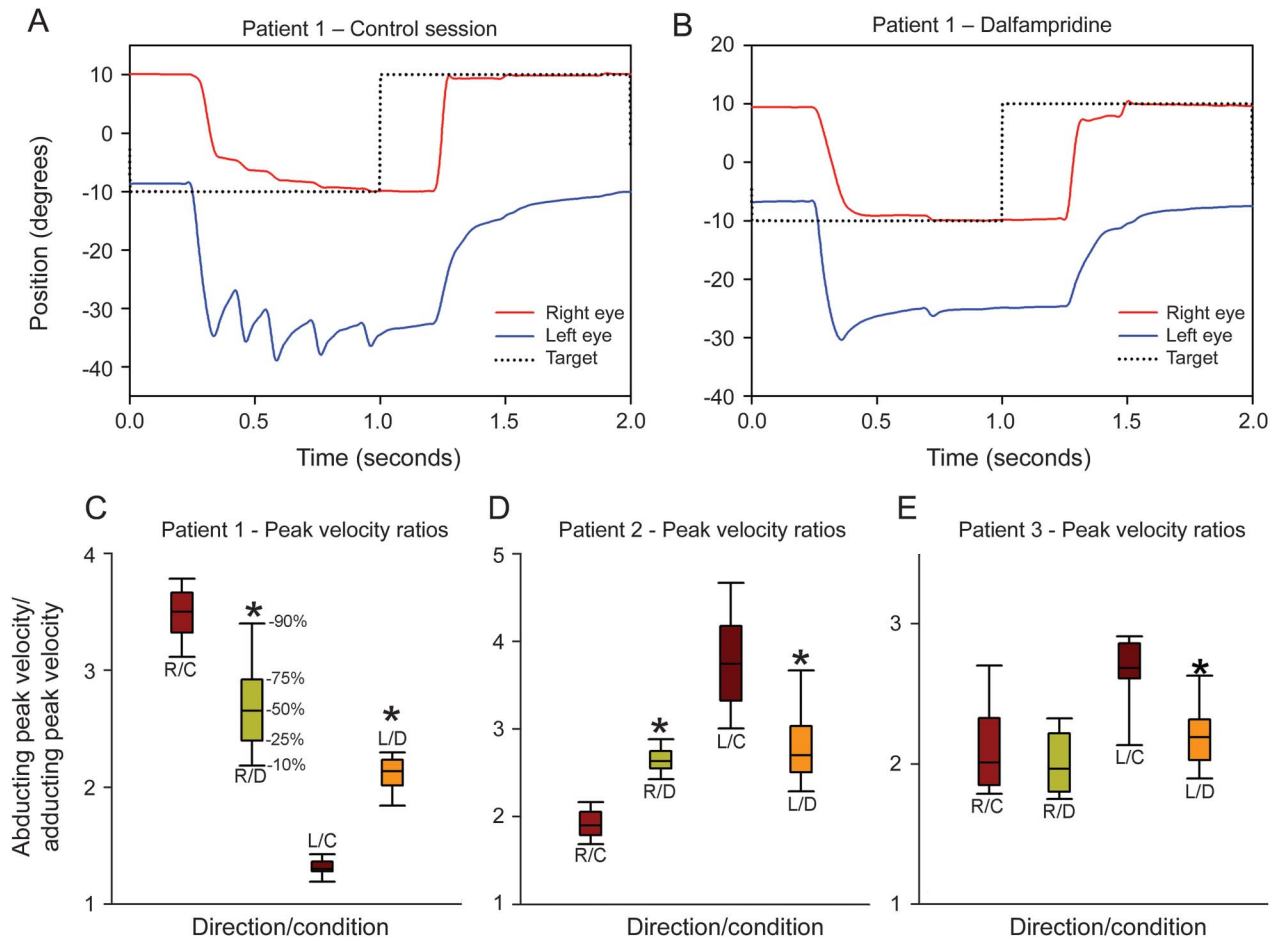 A
Patient 1 – Control session
10
0
-10
-20
-30
-40
Position (degrees)
Right eye
Left eye
Target
0.0 0.5 1.0 1.5 2.0
Time (seconds)
B
Patient 1 – Dalfampridine
20
10
0
-10
-20
-30
-40
Right eye
Left eye
Target
0.0 0.5 1.0 1.5 2.0
Time (seconds)
C
Patient 1 - Peak velocity ratios
Abducting peak velocity/
adducting peak velocity
4
3
2
1
R/C
*
-90%
-75%
-50%
-25%
-10%
R/D
L/C
*
L/D
Direction/condition
D
Patient 2 - Peak velocity ratios
5
4
3
2
1
R/C
*
R/D
L/C
*
L/D
Direction/condition
E
Patient 3 - Peak velocity ratios
3
2
1
R/C
R/D
L/C
*
L/D
Direction/condition